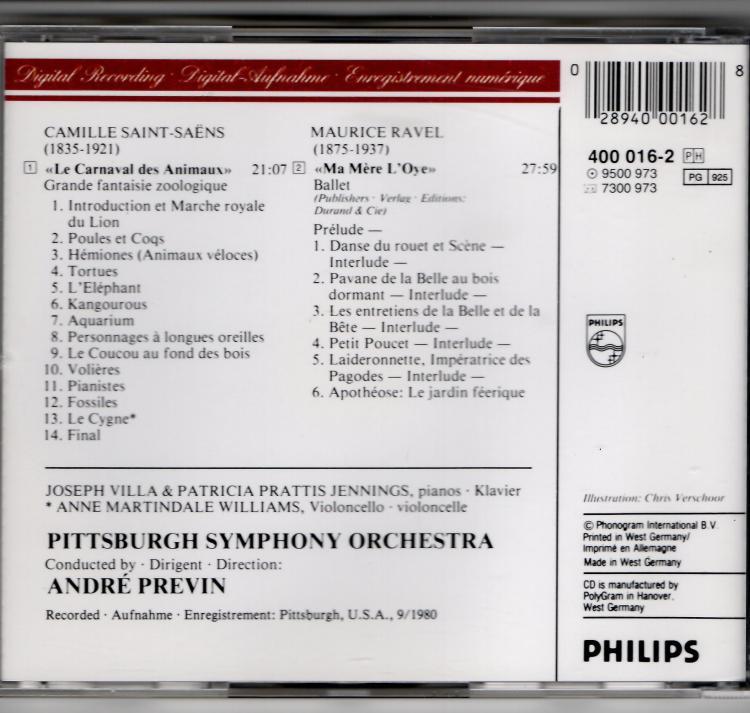 Digital Recording · Digital-Aufnahme · Enregistrement numérique
CAMILLE SAINT-SAËNS
(1835-1921)
1 «Le Carnaval des Animaux» 21:07
Grande fantaisie zoologique
1. Introduction et Marche royale
du Lion
2. Poules et Coqs
3. Hémiones (Animaux véloces)
4. Tortues
5. L'Eléphant
6. Kangourous
7. Aquarium
8. Personnages à longues oreilles
9. Le Coucou au fond des bois
10. Volières
11. Pianistes
12. Fossiles
13. Le Cygne*
14. Final
MAURICE RAVEL
(1875-1937)
2 «Ma Mère L'Oye» 27:59
Ballet
(Publishers · Verlag · Editions:
Durand & Cie)
Prélude —
1. Danse du rouet et Scène —
Interlude —
2. Pavane de la Belle au bois
dormant — Interlude —
3. Les entretiens de la Belle et de la
Bête — Interlude —
4. Petit Poucet — Interlude —
5. Laideronnette, Impératrice des
Pagodes — Interlude —
6. Apothéose: Le jardin féerique
JOSEPH VILLA & PATRICIA PRATTIS JENNINGS, pianos · Klavier
* ANNE MARTINDALE WILLIAMS, Violoncello · violoncelle
PITTSBURGH SYMPHONY ORCHESTRA
Conducted by · Dirigent · Direction:
ANDRÉ PREVIN
Recorded · Aufnahme · Enregistrement: Pittsburgh, U.S.A., 9/1980
0 28940 00162 8
400 016-2 PH
9500 973
7300 973
PG 925
PHILIPS
Illustration: Chris Verschoor
© Phonogram International B.V.
Printed in West Germany/
Imprimé en Allemagne
Made in West Germany
CD is manufactured by
PolyGram in Hanover,
West Germany
PHILIPS